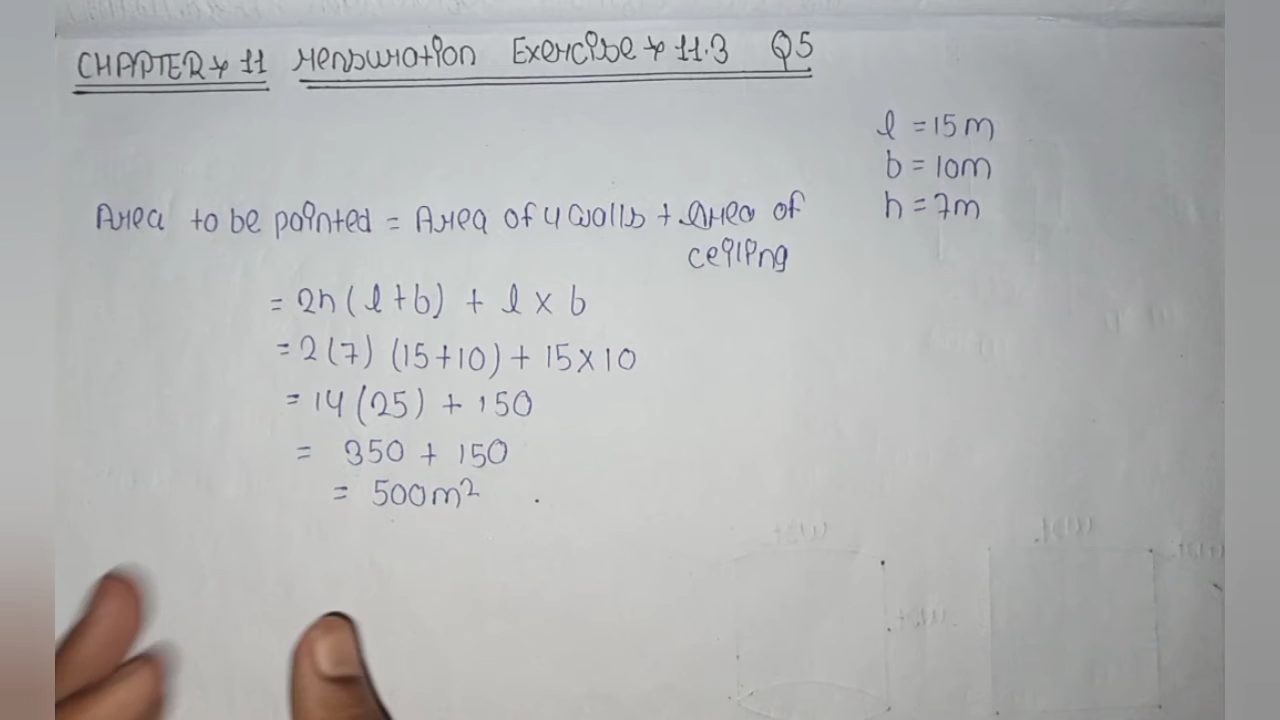 CHAPTER → 11 Mensuration Exercise → 11.3 Q5
l = 15m
b = 10m
h = 7m
Area to be painted = Area of 4 walls + Area of
ceiling
= 2h(l+b) + l × b
= 2(7) (15+10) + 15×10
= 14(25) + 150
= 350 + 150
= 500m²